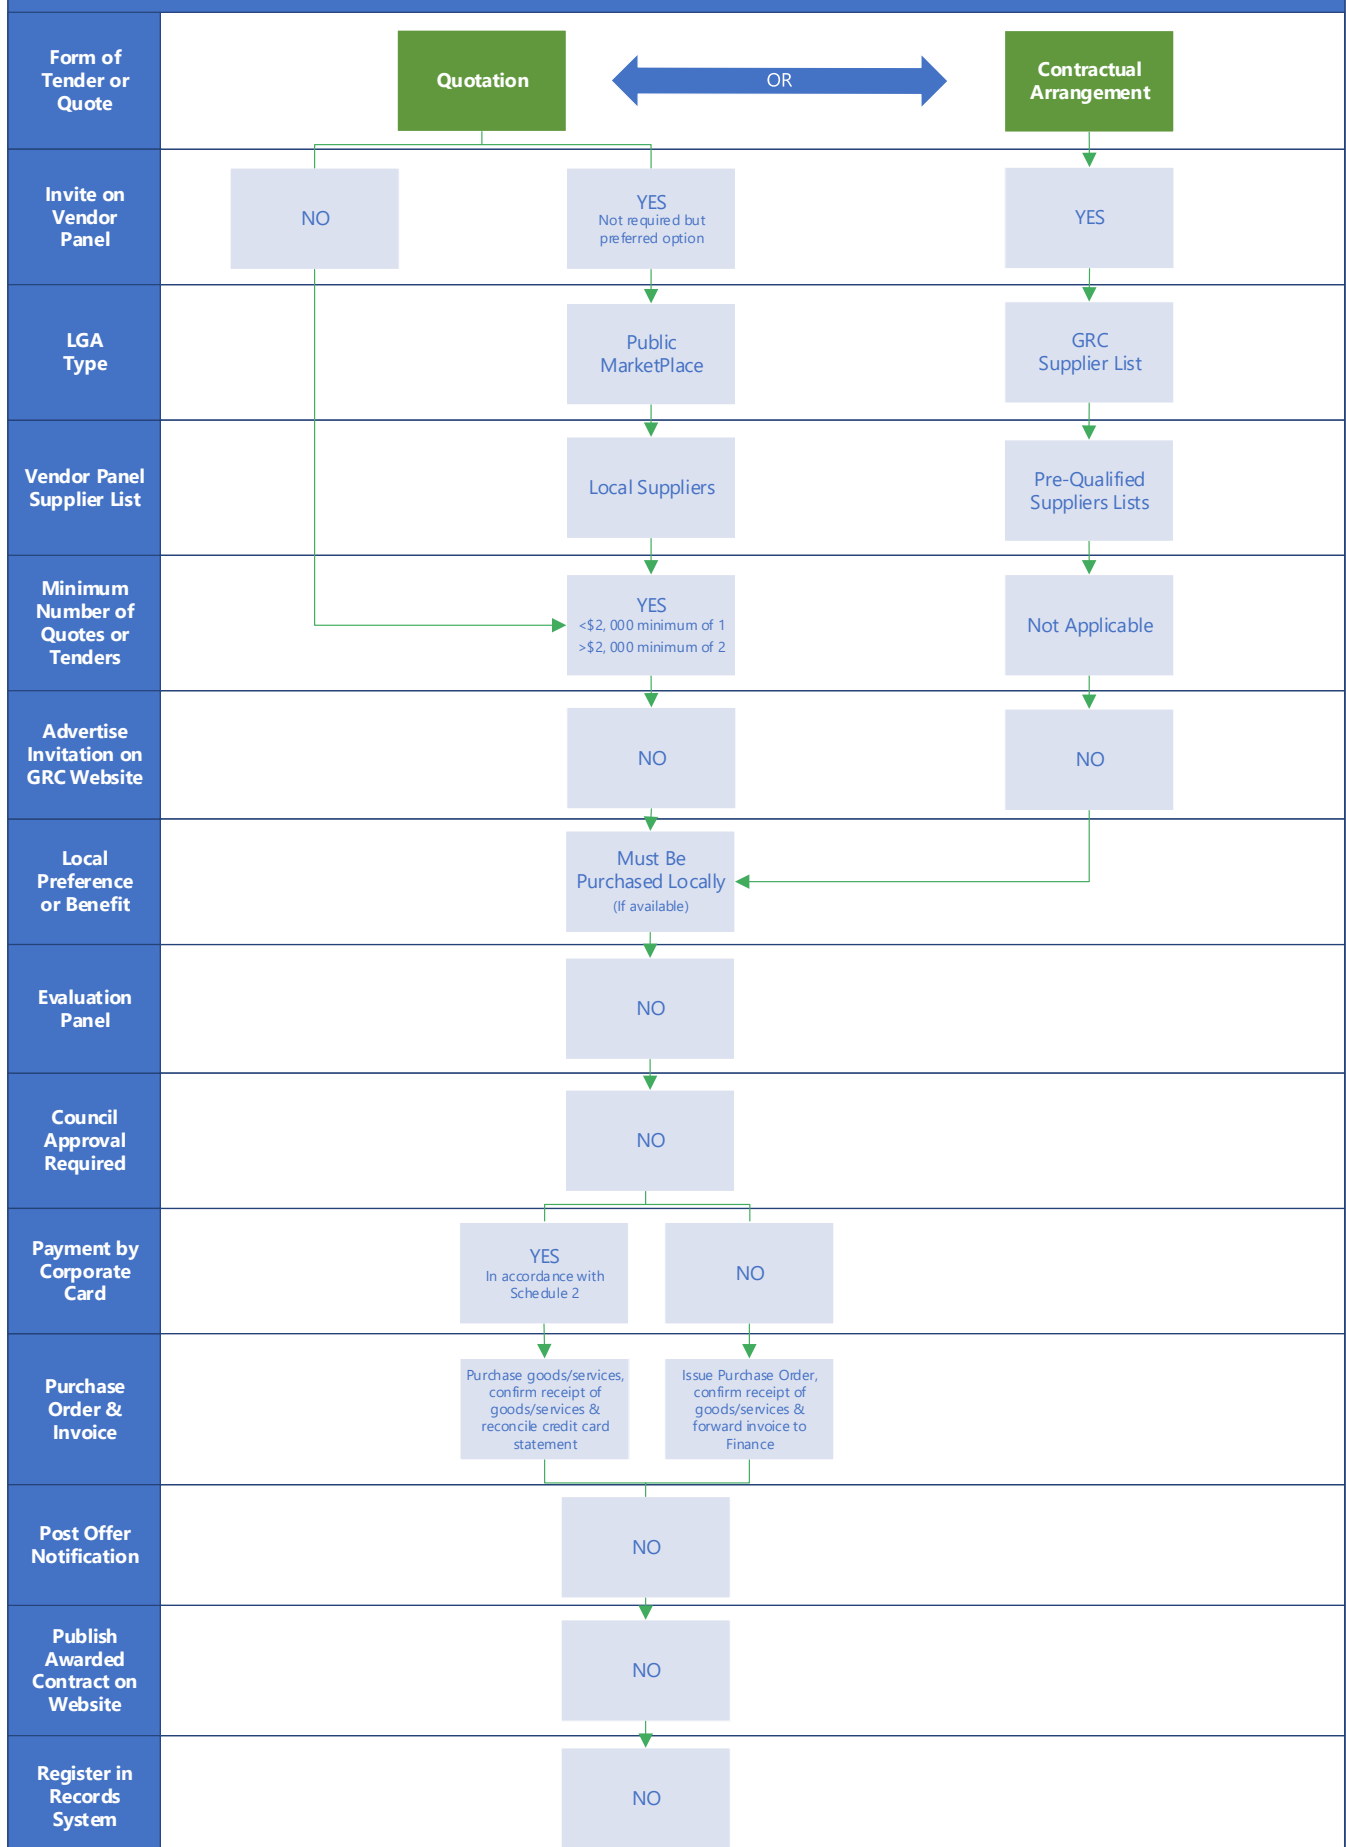 Form of
Tender or
Quote
Quotation
OR
Contractual
Arrangement
Invite on
Vendor
Panel
NO
YES
Not required but
preferred option
YES
LGA
Type
Public
MarketPlace
GRC
Supplier List
Vendor Panel
Supplier List
Local Suppliers
Pre-Qualified
Suppliers Lists
Minimum
Number of
Quotes or
Tenders
YES
<$2, 000 minimum of 1
>$2, 000 minimum of 2
Not Applicable
Advertise
Invitation on
GRC Website
NO
NO
Local
Preference
or Benefit
Must Be
Purchased Locally
(If available)
Evaluation
Panel
NO
Council
Approval
Required
NO
Payment by
Corporate
Card
YES
In accordance with
Schedule 2
NO
Purchase
Order &
Invoice
Purchase goods/services,
confirm receipt of
goods/services &
reconcile credit card
statement
Issue Purchase Order,
confirm receipt of
goods/services &
forward invoice to
Finance
Post Offer
Notification
NO
Publish
Awarded
Contract on
Website
NO
Register in
Records
System
NO